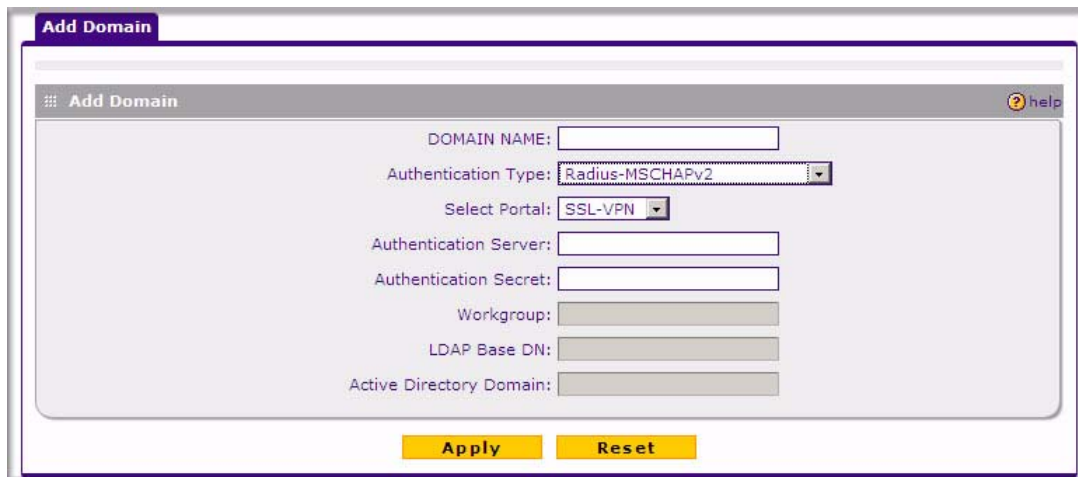 Add Domain
Add Domain
? help
DOMAIN NAME:
Authentication Type: Radius-MSCHAPv2
Select Portal: SSL-VPN
Authentication Server:
Authentication Secret:
Workgroup:
LDAP Base DN:
Active Directory Domain:
Apply Reset